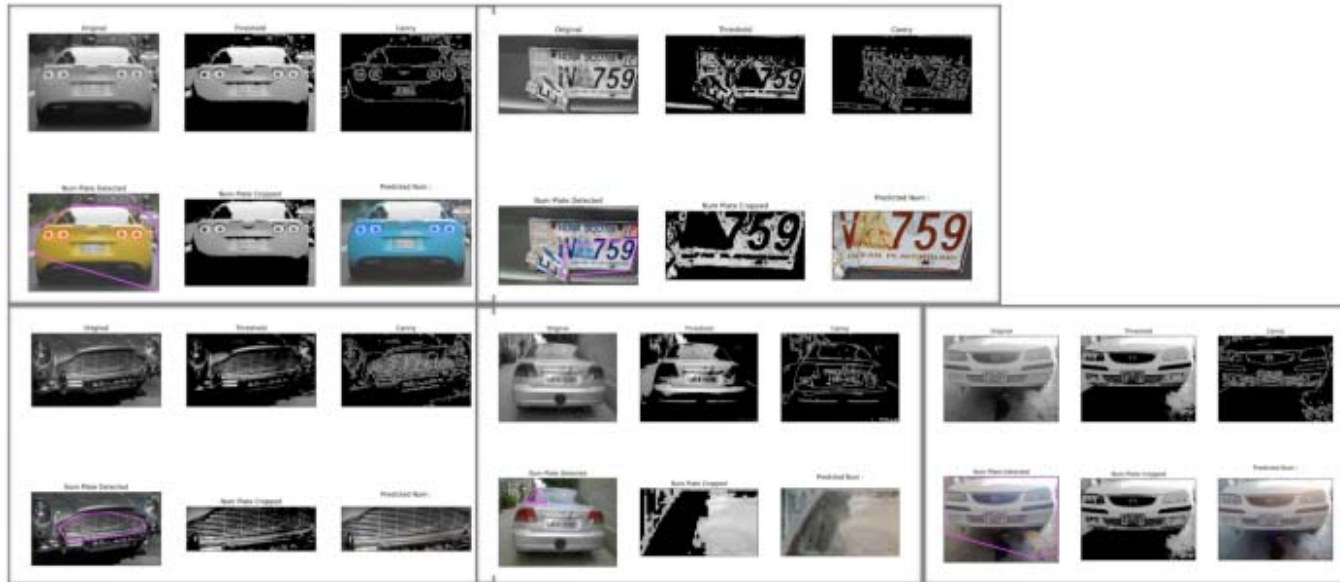 Original
Threshold
Canny
Num Plate Detected
Num Plate Cropped
Predicted Num :
Original
Threshold
Canny
759
759
Num Plate Detected
Num Plate Cropped
Predicted Num :
759
759
759
Original
Threshold
Canny
Num Plate Detected
Num Plate Cropped
Predicted Num :
Original
Threshold
Canny
Num Plate Detected
Num Plate Cropped
Predicted Num :
Original
Threshold
Canny
Num Plate Detected
Num Plate Cropped
Predicted Num :